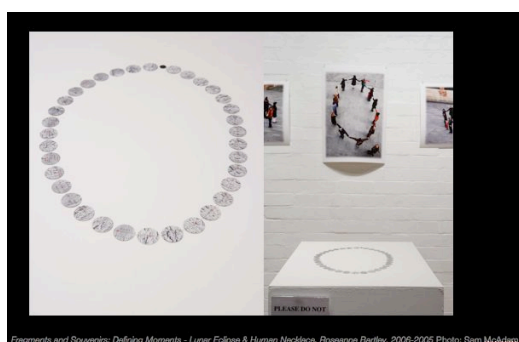 PLEASE DO NOT
Fragments and Souvenirs: Defining Moments - Lunar Eclipse & Human Necklace, Roseanne Bartley, 2006-2005 Photo: Sam McAdam